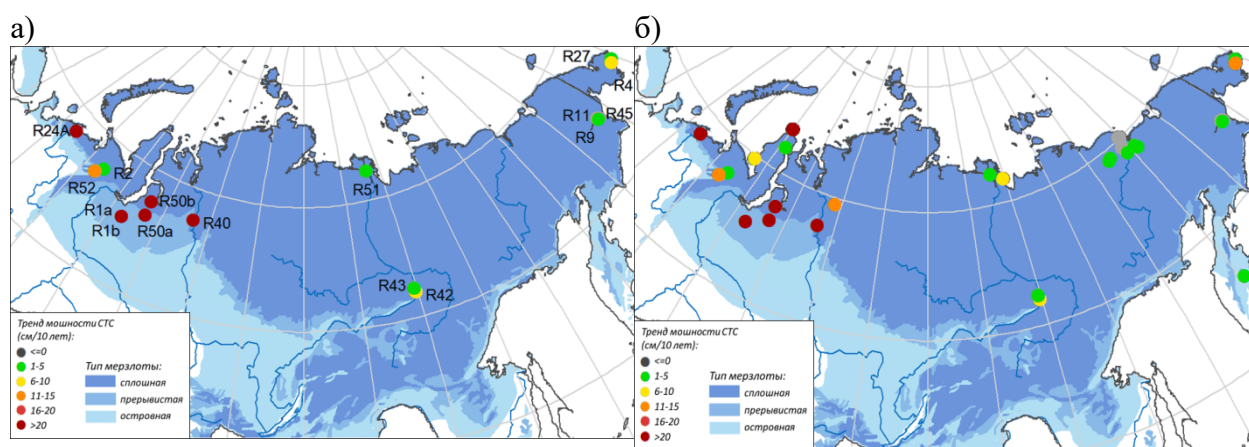 а)
б)
R27
R4
R11
R45
R9
R24A
R2
R52
R51
R50b
R1a
R40
R1b
R50a
R43
R42
Тренд мошности СТС
(см/10 лет):
<=0
1-5
6-10
11-15
16-20
>20
Тип мерзлоты:
сплошная
прерывистая
островная
Тренд мошности СТС
(см/10 лет):
<=0
1-5
6-10
11-15
16-20
>20
Тип мерзлоты:
сплошная
прерывистая
островная